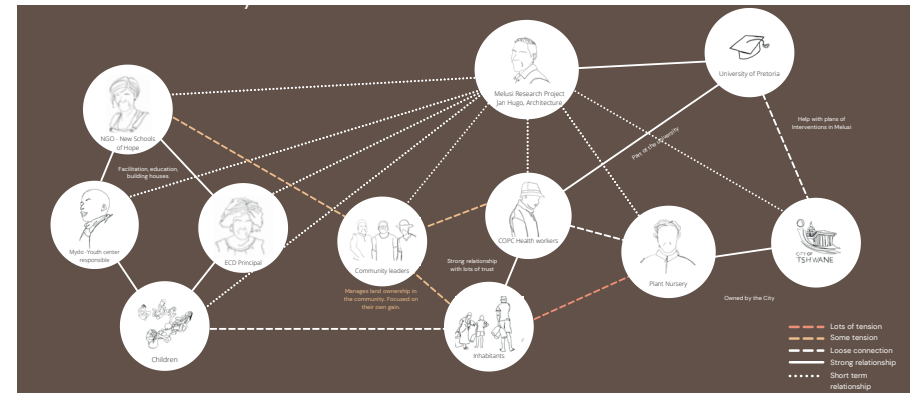 Melusi Research Project
Jan Hugo, Architecture
University of Pretoria
NGO - New Schools
of Hope
Help with plans of
interventions in Melusi
Part of the university
Facilitation, education,
building houses.
Mydo -Youth center
responsible
ECD Principal
Community leaders
COPC Health workers
Strong relationship
with lots of trust
Plant Nursery
CITY OF
TSHWANE
Manages land ownership in
the community. Focused on
their own gain.
Owned by the City
Children
Inhabitants
Lots of tension
Some tension
Loose connection
Strong relationship
Short term
relationship